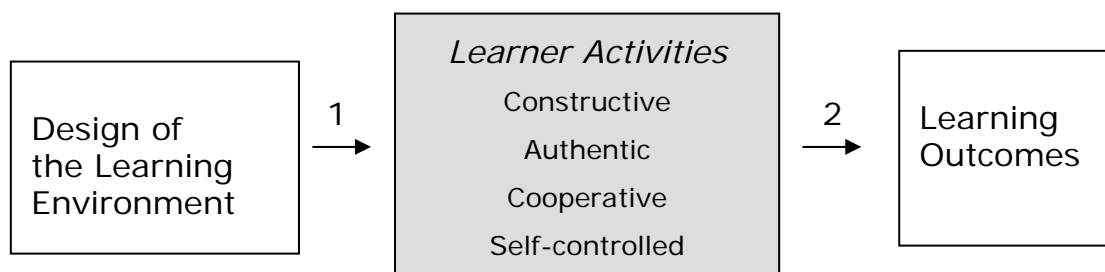 Design of
the Learning
Environment
1
Learner Activities
Constructive
Authentic
Cooperative
Self-controlled
2
Learning
Outcomes